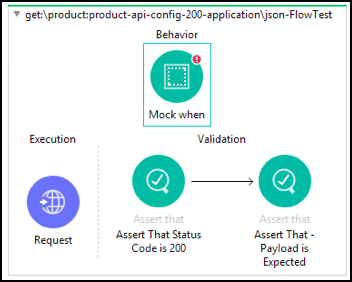 get:\product:product-api-config-200-application\json-FlowTest
Behavior
Mock when
Execution
Validation
Request
Assert that
Assert That Status
Code is 200
Assert that
Assert That -
Payload is
Expected